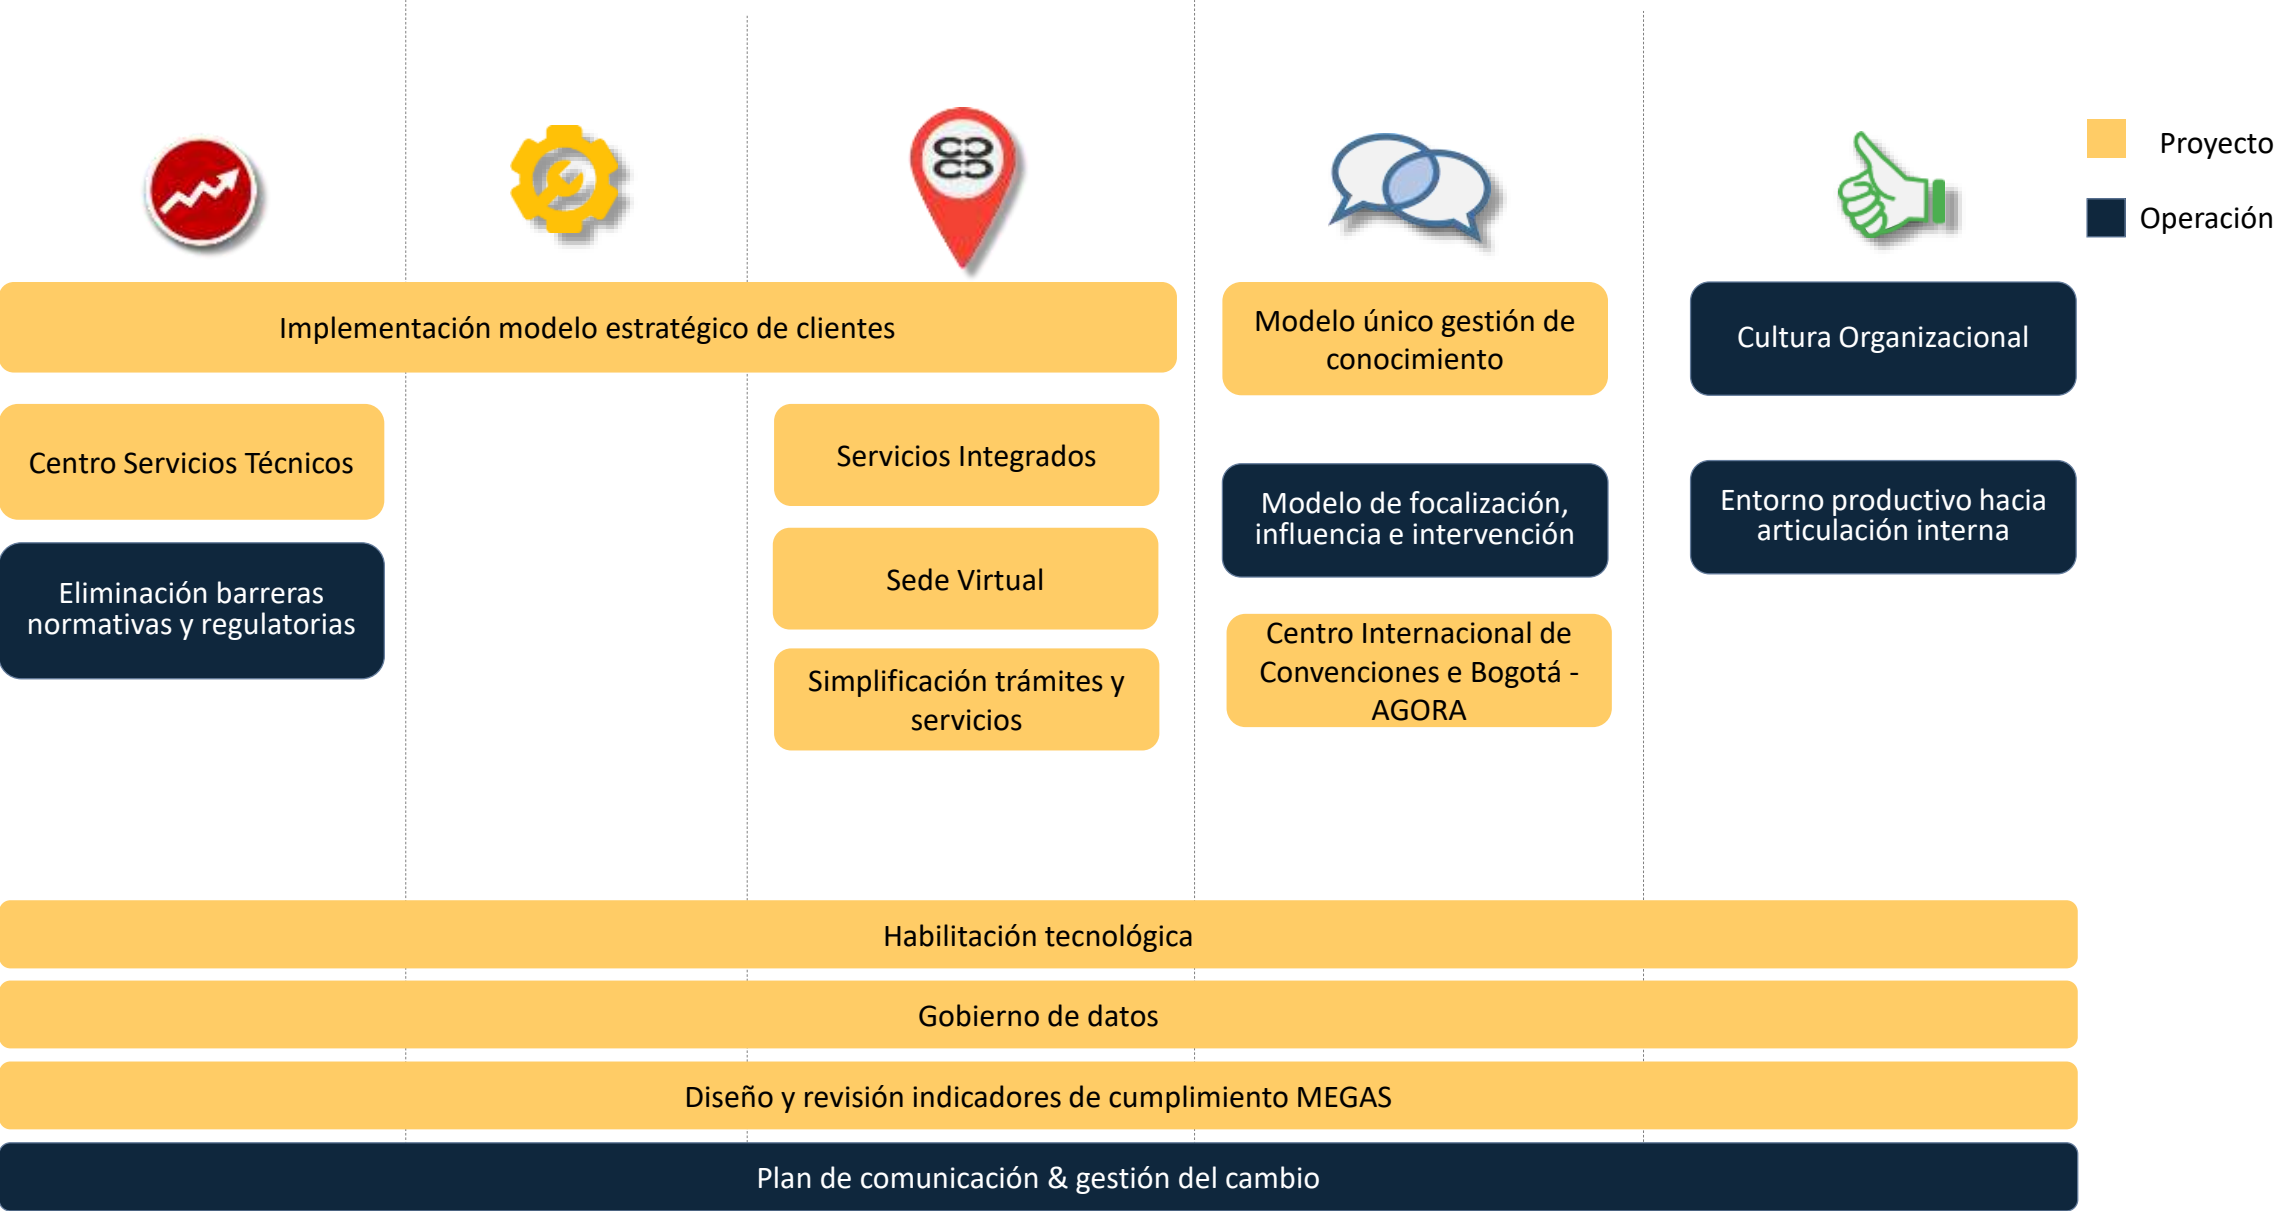 Proyecto
Operación
Implementación modelo estratégico de clientes
Modelo único gestión de
conocimiento
Cultura Organizacional
Centro Servicios Técnicos
Servicios Integrados
Modelo de focalización,
influencia e intervención
Entorno productivo hacia
articulación interna
Eliminación barreras
normativas y regulatorias
Sede Virtual
Simplificación trámites y
servicios
Centro Internacional de
Convenciones e Bogotá -
AGORA
Habilitación tecnológica
Gobierno de datos
Diseño y revisión indicadores de cumplimiento MEGAS
Plan de comunicación & gestión del cambio